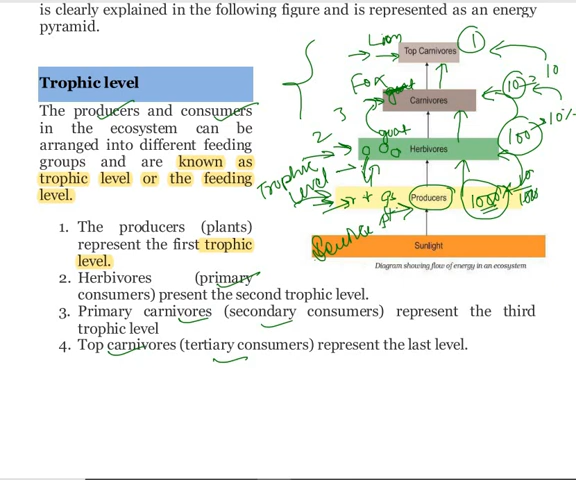 is clearly explained in the following figure and is represented as an energy
pyramid.
Trophic level
The producers and consumers
in the ecosystem can be
arranged into different feeding
groups and are known as
trophic level or the feeding
level.
1. The producers (plants)
represent the first trophic
level.
2. Herbivores (primary
consumers) present the second trophic level.
3. Primary carnivores (secondary consumers) represent the third
trophic level
4. Top carnivores (tertiary consumers) represent the last level.
Lion
Top Carnivores
1
10
Fox
goat
Carnivores
10
3
2
goat
Herbivores
100
10%
Trophic
Level
Producers
1000
Source
Sunlight
Diagram showing flow of energy in an ecosystem